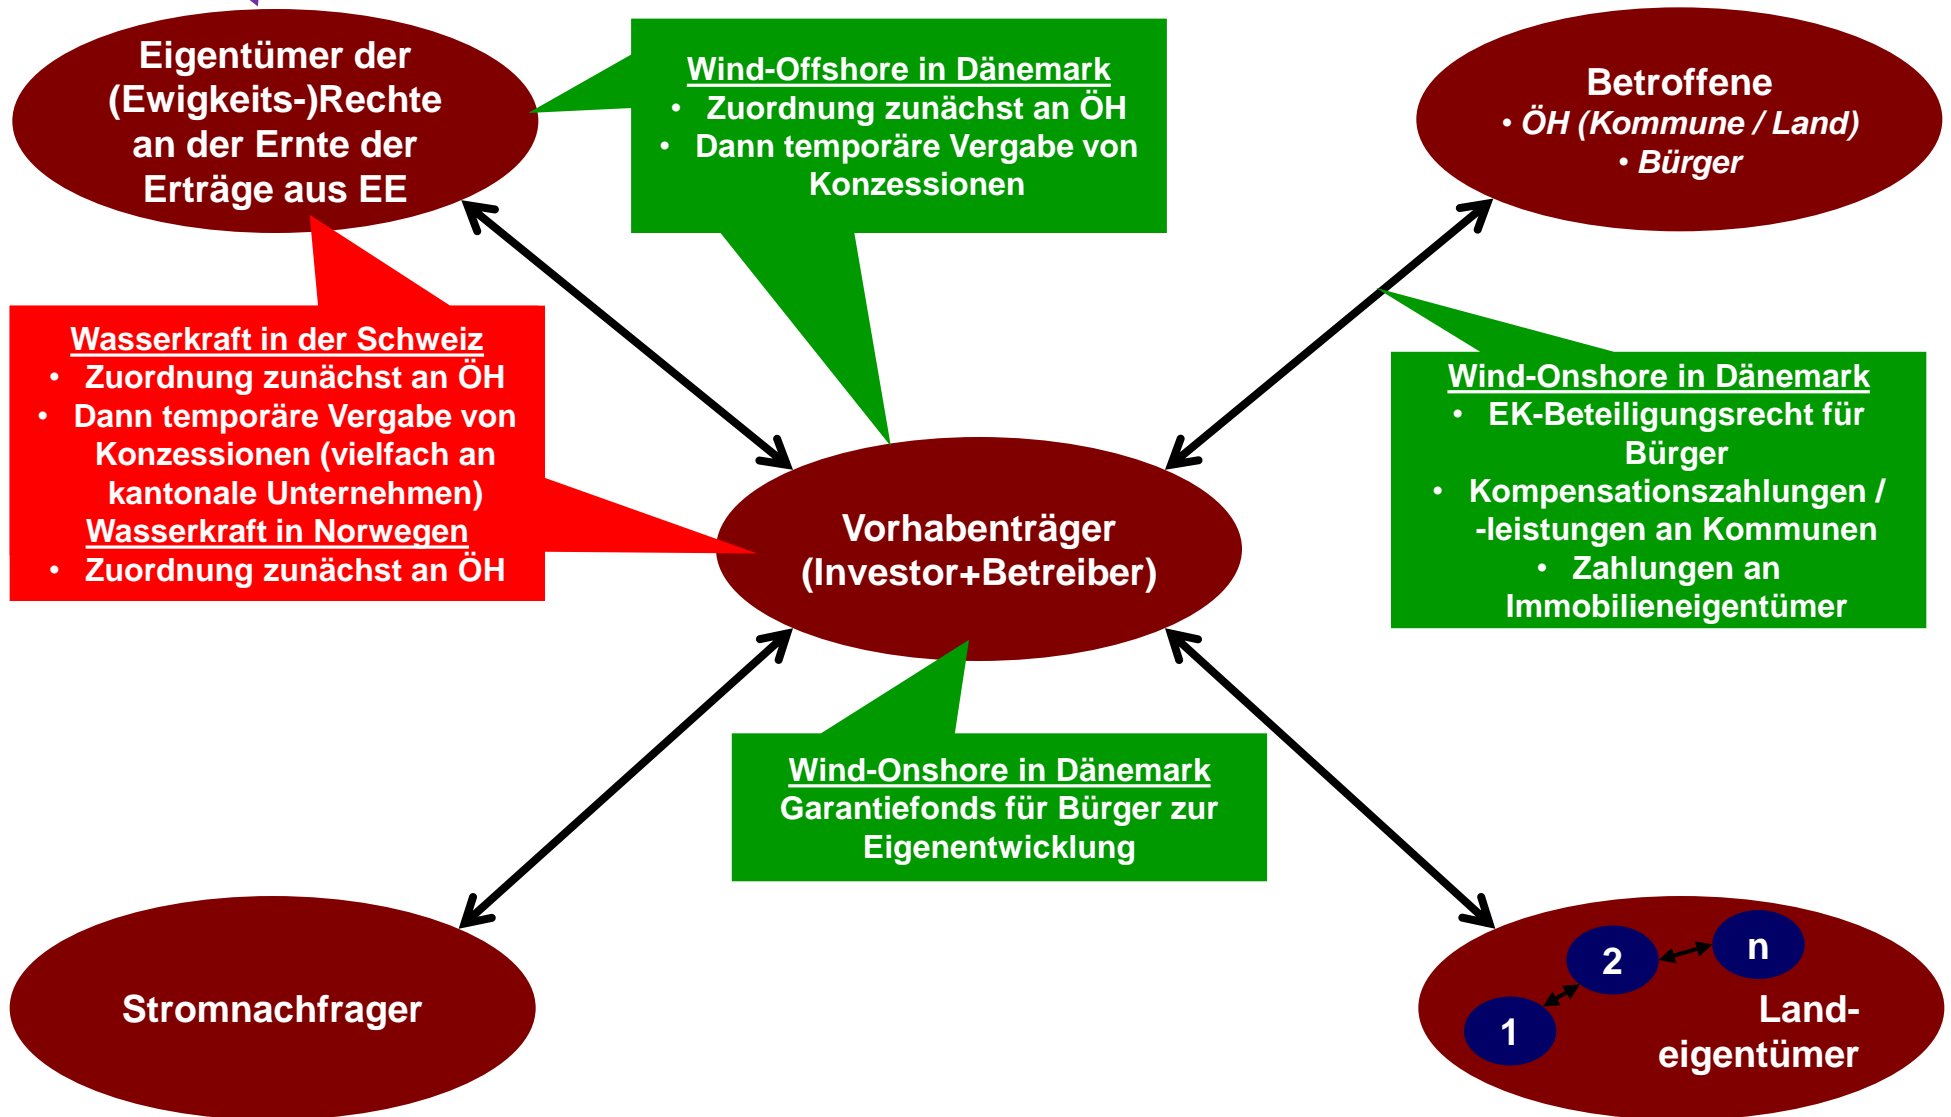 Eigentümer der
(Ewigkeits-)Rechte
an der Ernte der
Erträge aus EE
Wind-Offshore in Dänemark
• Zuordnung zunächst an ÖH
• Dann temporäre Vergabe von
Konzessionen
Betroffene
• ÖH (Kommune / Land)
• Bürger
Wasserkraft in der Schweiz
• Zuordnung zunächst an ÖH
• Dann temporäre Vergabe von
Konzessionen (vielfach an
kantonale Unternehmen)
Wasserkraft in Norwegen
• Zuordnung zunächst an ÖH
Wind-Onshore in Dänemark
• EK-Beteiligungsrecht für
Bürger
• Kompensationszahlungen /
-leistungen an Kommunen
• Zahlungen an
Immobilieneigentümer
Vorhabenträger
(Investor+Betreiber)
Wind-Onshore in Dänemark
Garantiefonds für Bürger zur
Eigenentwicklung
Stromnachfrager
1
2
n
Land-
eigentümer